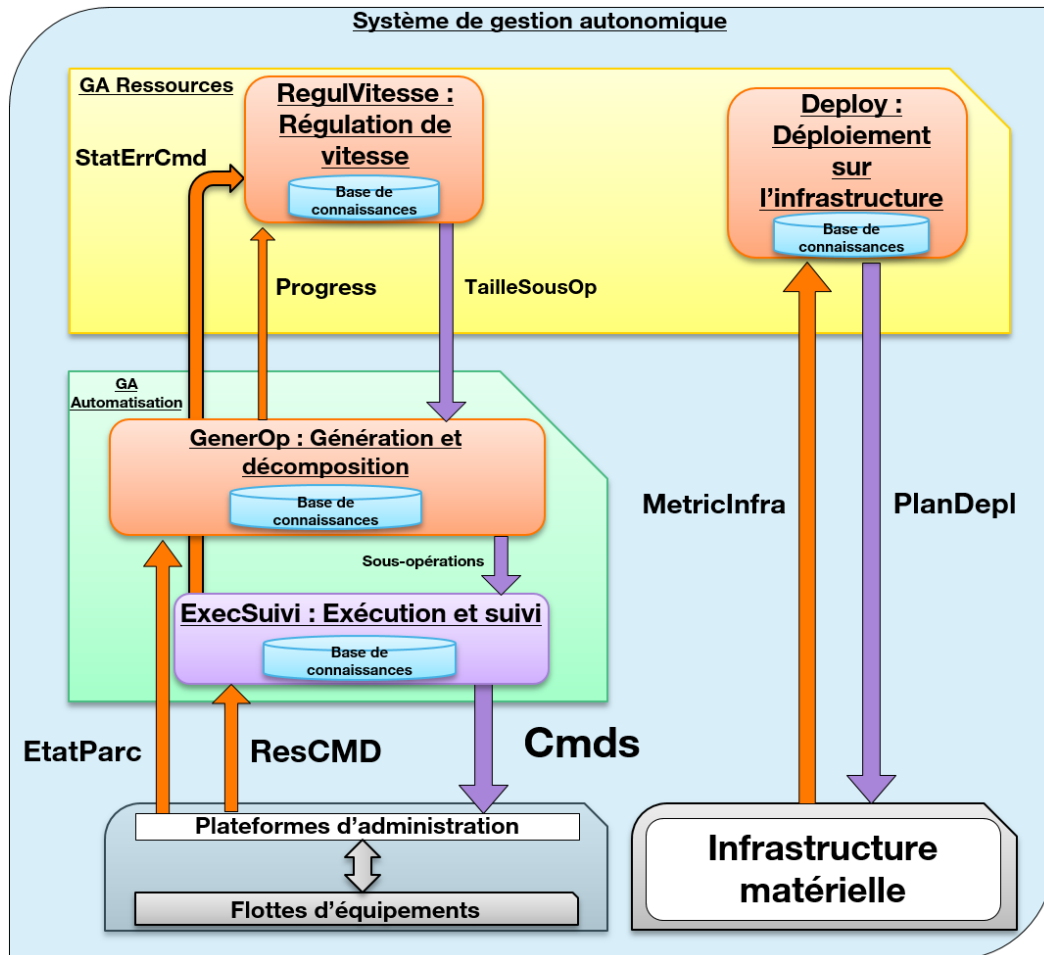 Système de gestion autonomique
GA Ressources
RegulVitesse :
Régulation de
vitesse
Base de
connaissances
Deploy :
Déploiement
sur
l'infrastructure
Base de
connaissances
StatErrCmd
Progress
TailleSousOp
GA
Automatisation
GenerOp : Génération et
décomposition
Base de
connaissances
MetricInfra
PlanDepl
Sous-opérations
ExecSuivi : Exécution et suivi
Base de
connaissances
EtatParc
ResCMD
Cmds
Plateformes d'administration
Flottes d'équipements
Infrastructure
matérielle